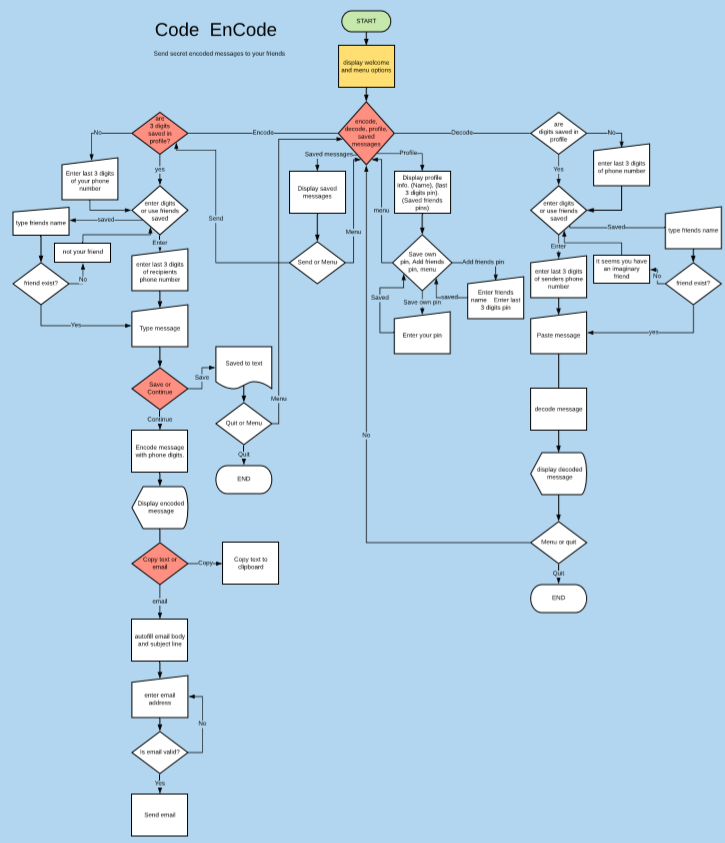 START
Code EnCode
Send secret encoded messages to your friends
display welcome
and menu options
are
3 digits
saved in
profile?
Encode
encode,
decode, profile,
saved
messages
Decode
are
digits saved in
profile
No
yes
Enter last 3 digits
of your phone
number
enter digits
or use friends
saved
saved
type friends name
not your friend
friend exist?
No
Yes
Enter
enter last 3 digits
of recipients
phone number
Type message
Save or
Continue
Save
Saved to text
Quit or Menu
Menu
Quit
END
Continue
Encode message
with phone digits.
Display encoded
message
Copy text or
email
Copy
Copy text to
clipboard
email
autofill email body
and subject line
enter email
address
No
Is email valid?
Yes
Send email
Saved messages
Display saved
messages
Send or Menu
Send
Menu
Profile
Display profile
info. (Name), (last
3 digits pin),
(Saved friends
pins)
menu
Save own
pin, Add friends
pin, menu
Add friends pin
Enter friends
name Enter last
3 digits pin
saved
Save own pin
Saved
Enter your pin
No
No
Yes
enter last 3 digits
of phone number
enter digits
or use friends
saved
Saved
type friends name
It seems you have
an imaginary
friend
No
friend exist?
yes
Enter
enter last 3 digits
of senders phone
number
Paste message
decode message
display decoded
message
Menu or quit
Quit
END